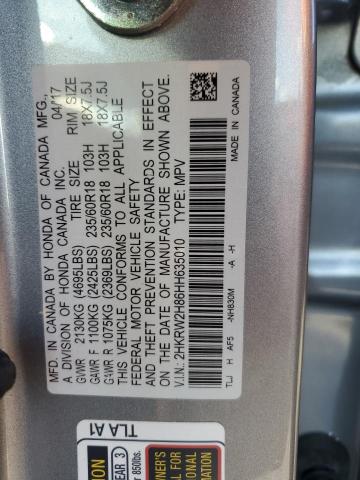 MFD. IN CANADA BY HONDA OF CANADA MFG.,
A DIVISION OF HONDA CANADA INC. 04/17
GVWR 2130KG (4695LBS) TIRE SIZE RIM SIZE
GAWR F 1100KG (2425LBS) 235/60R18 103H 18X7.5J
GAWR R 1075KG (2369LBS) 235/60R18 103H 18X7.5J
THIS VEHICLE CONFORMS TO ALL APPLICABLE
FEDERAL MOTOR VEHICLE SAFETY
AND THEFT PREVENTION STANDARDS IN EFFECT
ON THE DATE OF MANUFACTURE SHOWN ABOVE.
V.I.N.: 2HKRW2H86HH635010 TYPE: MPV
TLJ H AF5 -NH830M -A -H
MADE IN CANADA
TLA A1
EAR 3
850lbs.